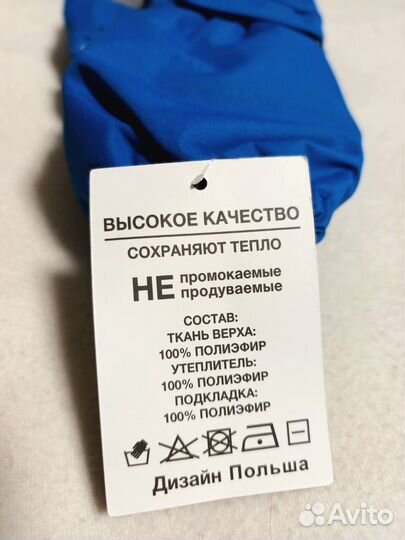 ВЫСОКОЕ КАЧЕСТВО
СОХРАНЯЮТ ТЕПЛО
НЕ промокаемые
продуваемые
СОСТАВ:
ТКАНЬ ВЕРХА:
100% ПОЛИЭФИР
УТЕПЛИТЕЛЬ:
100% ПОЛИЭФИР
ПОДКЛАДКА:
100% ПОЛИЭФИР
Дизайн Польша
Avito